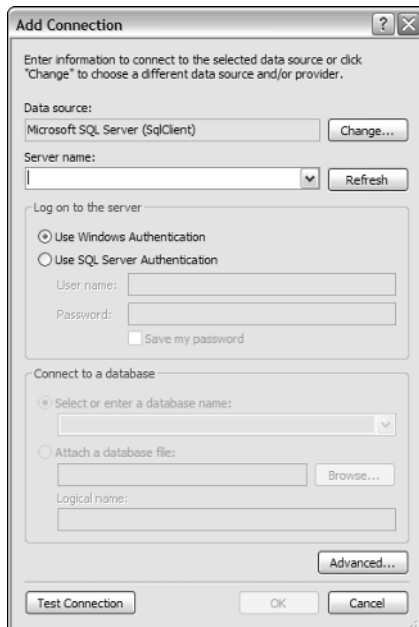 Add Connection
Enter information to connect to the selected data source or click
"Change" to choose a different data source and/or provider.
Data source:
Microsoft SQL Server (SqlClient)
Change...
Server name:
Refresh
Log on to the server
Use Windows Authentication
Use SQL Server Authentication
User name:
Password:
Save my password
Connect to a database
Select or enter a database name:
Attach a database file:
Browse...
Logical name:
Advanced...
Test Connection
OK
Cancel